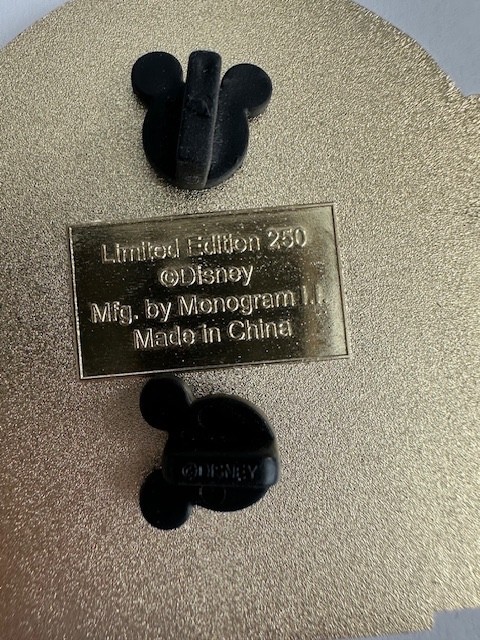 Limited Edition 250
©Disney
Mfg. by Monogram I.I.
Made in China
©DISNEY